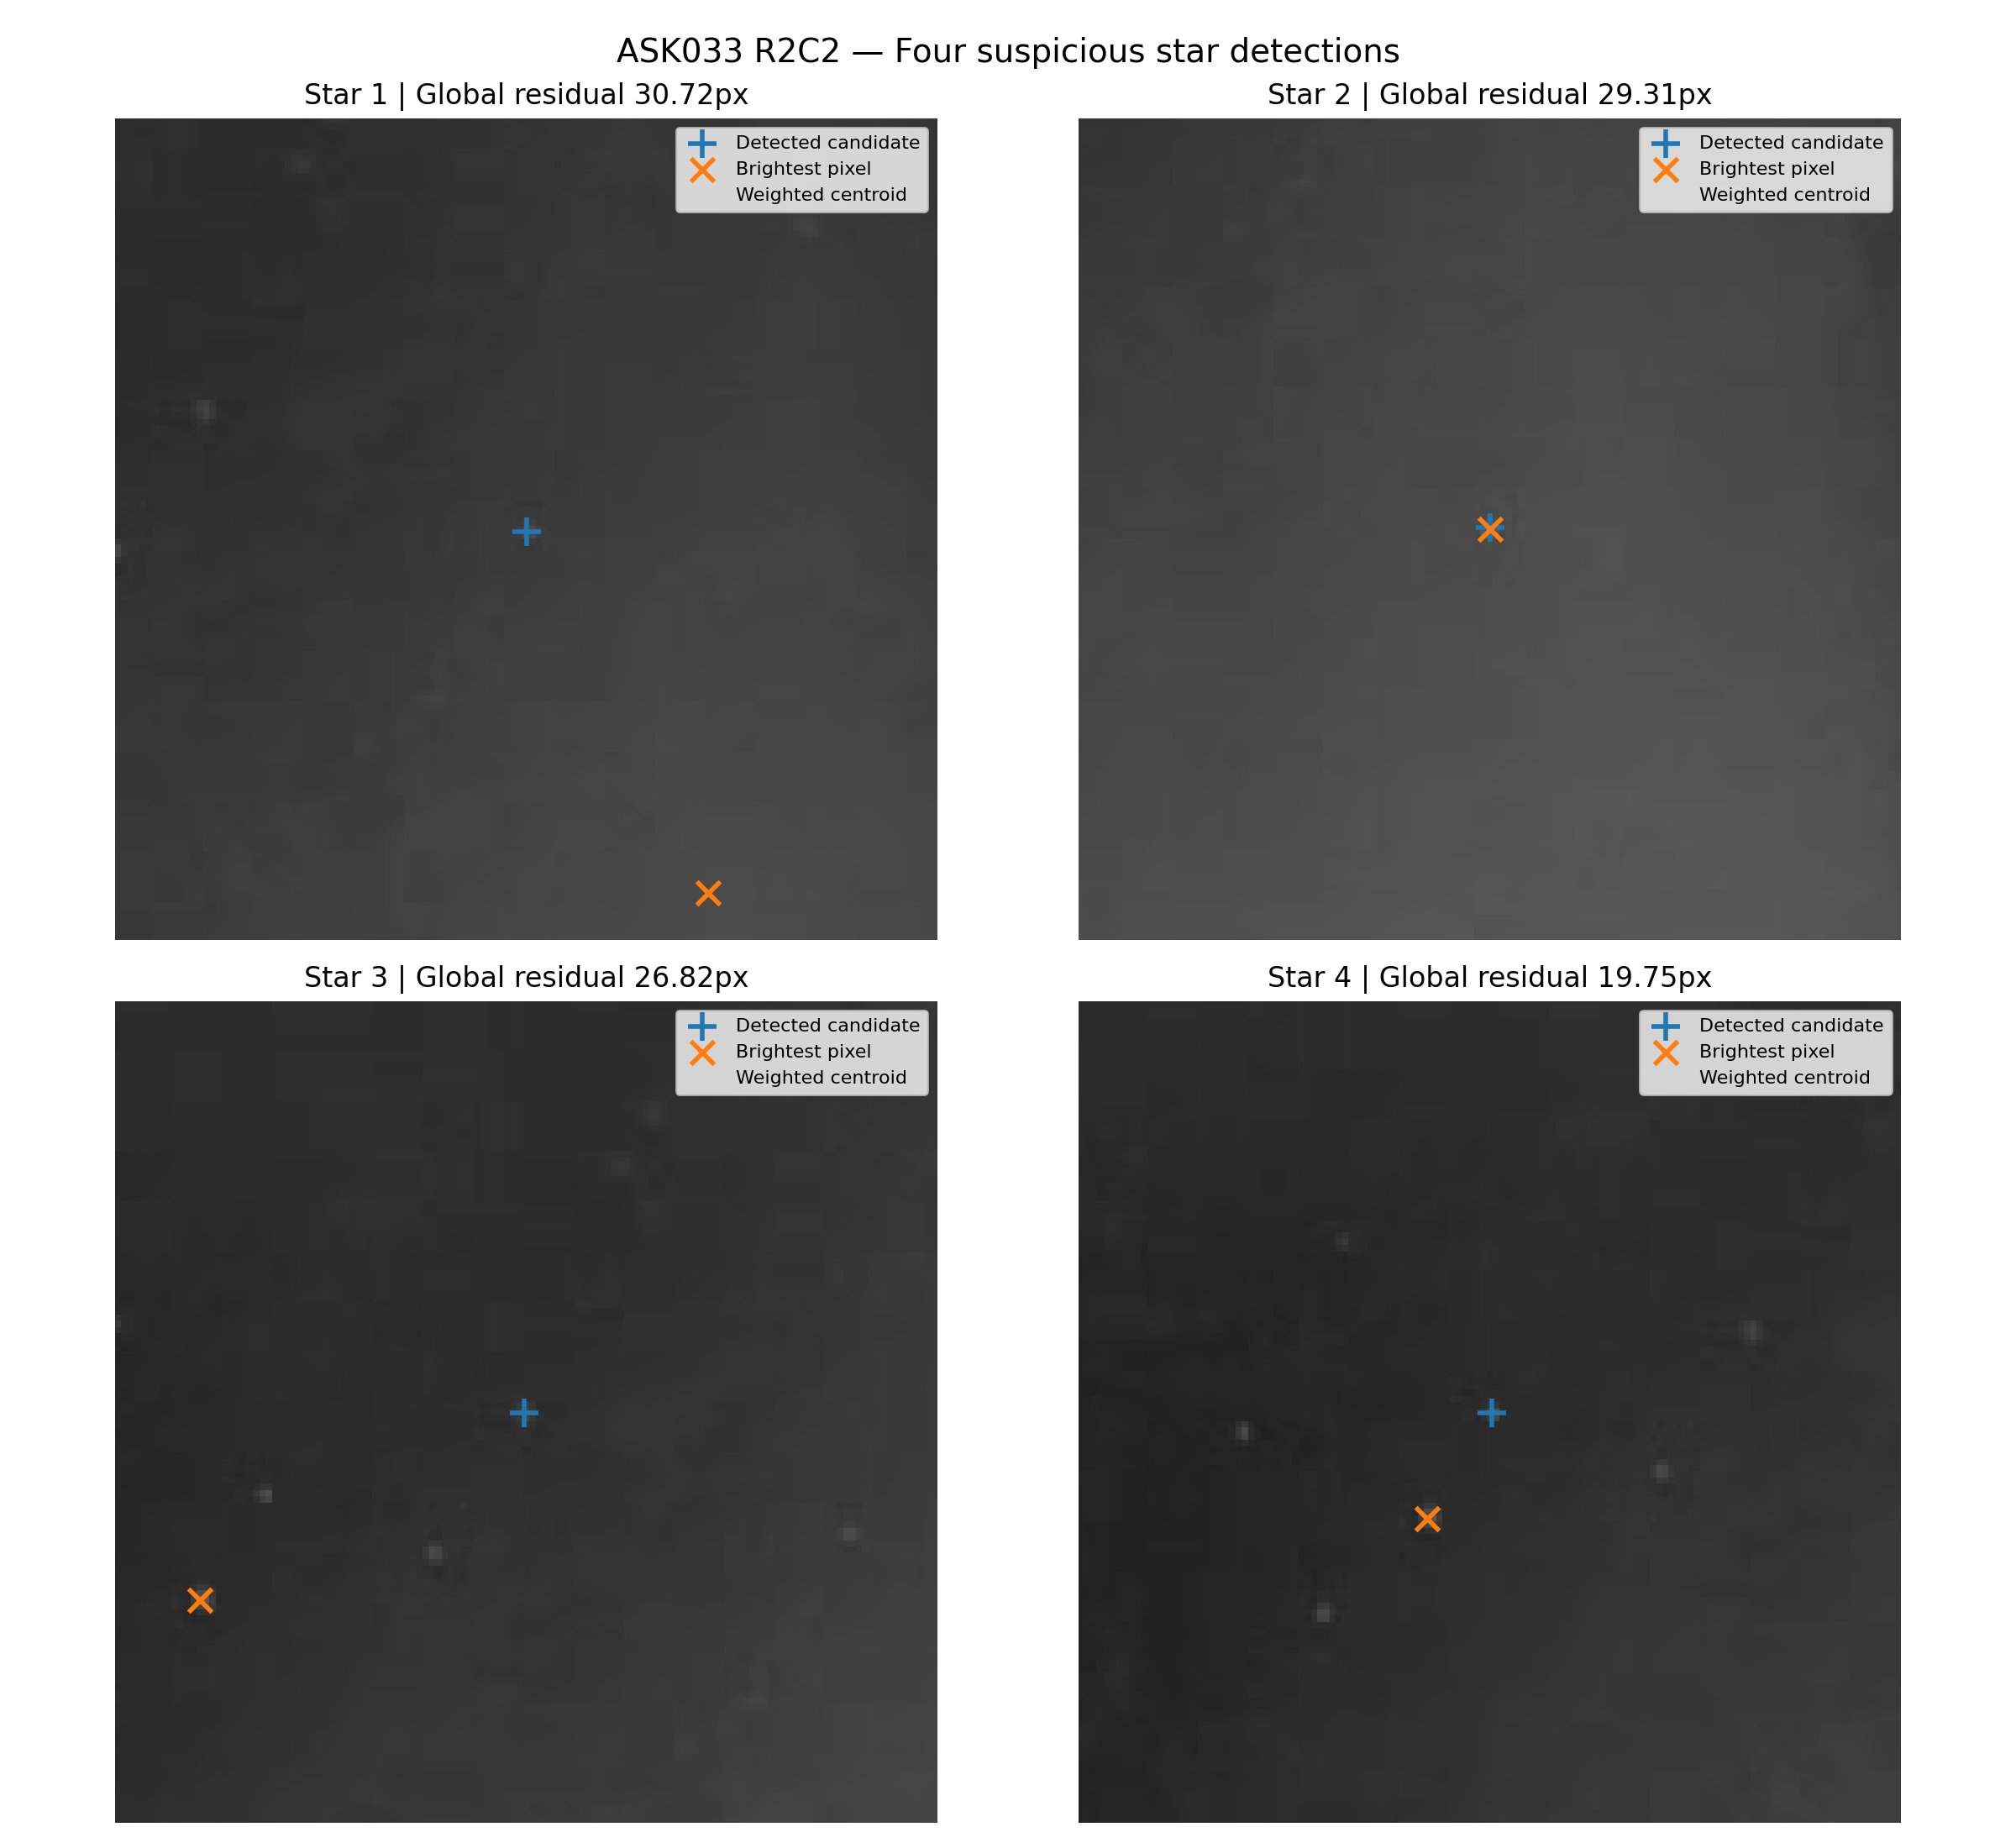 ASK033 R2C2 — Four suspicious star detections
Star 1 | Global residual 30.72px
Detected candidate
Brightest pixel
Weighted centroid
Star 2 | Global residual 29.31px
Detected candidate
Brightest pixel
Weighted centroid
Star 3 | Global residual 26.82px
Detected candidate
Brightest pixel
Weighted centroid
Star 4 | Global residual 19.75px
Detected candidate
Brightest pixel
Weighted centroid